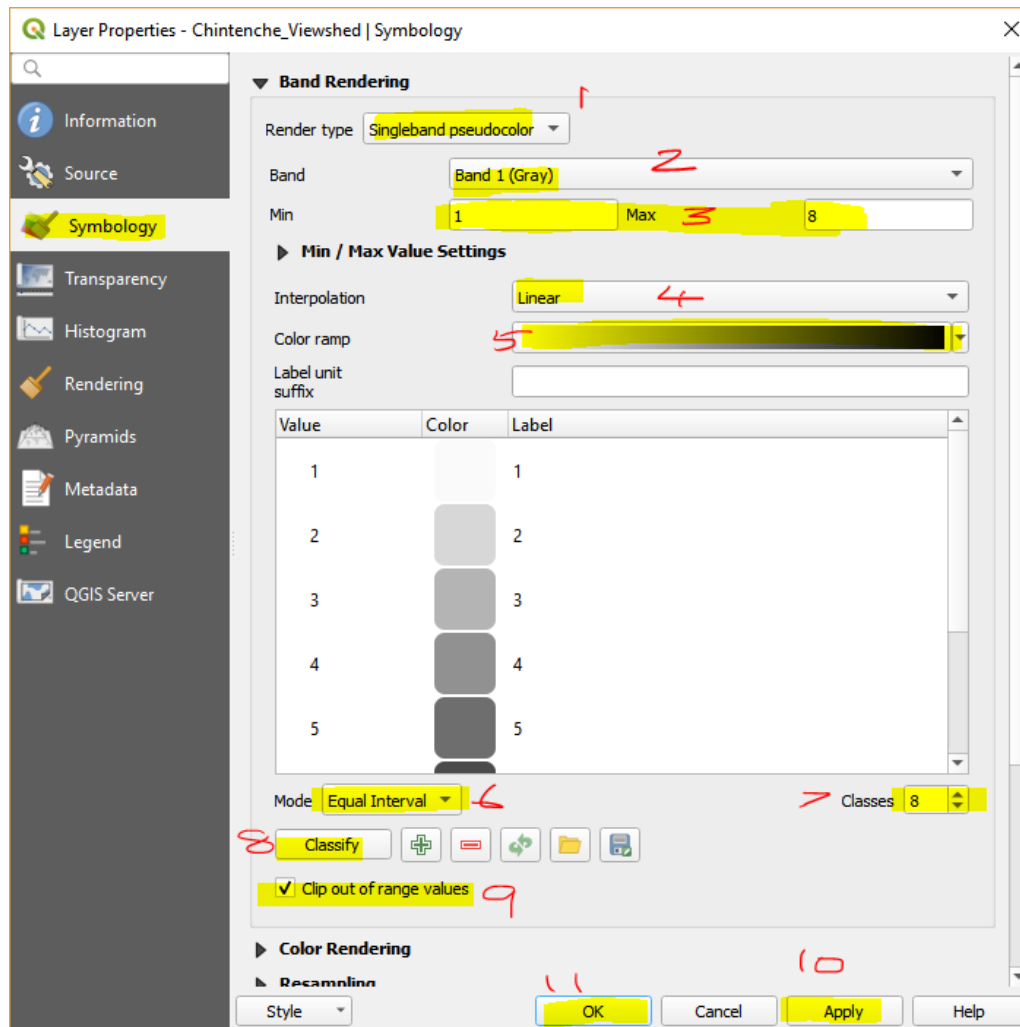 Layer Properties - Chintenche_Viewshed | Symbology
Information
Source
Symbology
Transparency
Histogram
Rendering
Pyramids
Metadata
Legend
QGIS Server
Band Rendering
1
Render type Singleband pseudocolor
Band Band 1 (Gray) 2
Min 1 Max 3 8
Min / Max Value Settings
Interpolation Linear 4
Color ramp 5
Label unit
suffix
Value Color Label
1 1
2 2
3 3
4 4
5 5
Mode Equal Interval 6 7 Classes 8
8 Classify
Clip out of range values 9
Color Rendering
Resampling
11 10
Style OK Cancel Apply Help